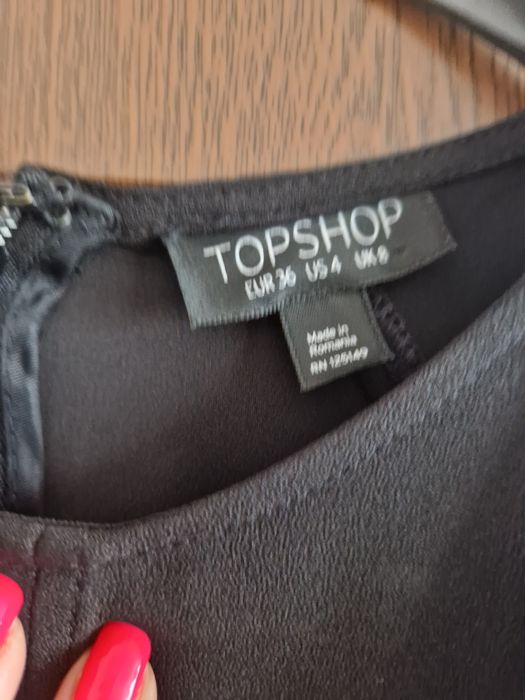 TOPSHOP
EUR 36 US 4 UK 8
Made in
Romania
RN 125149